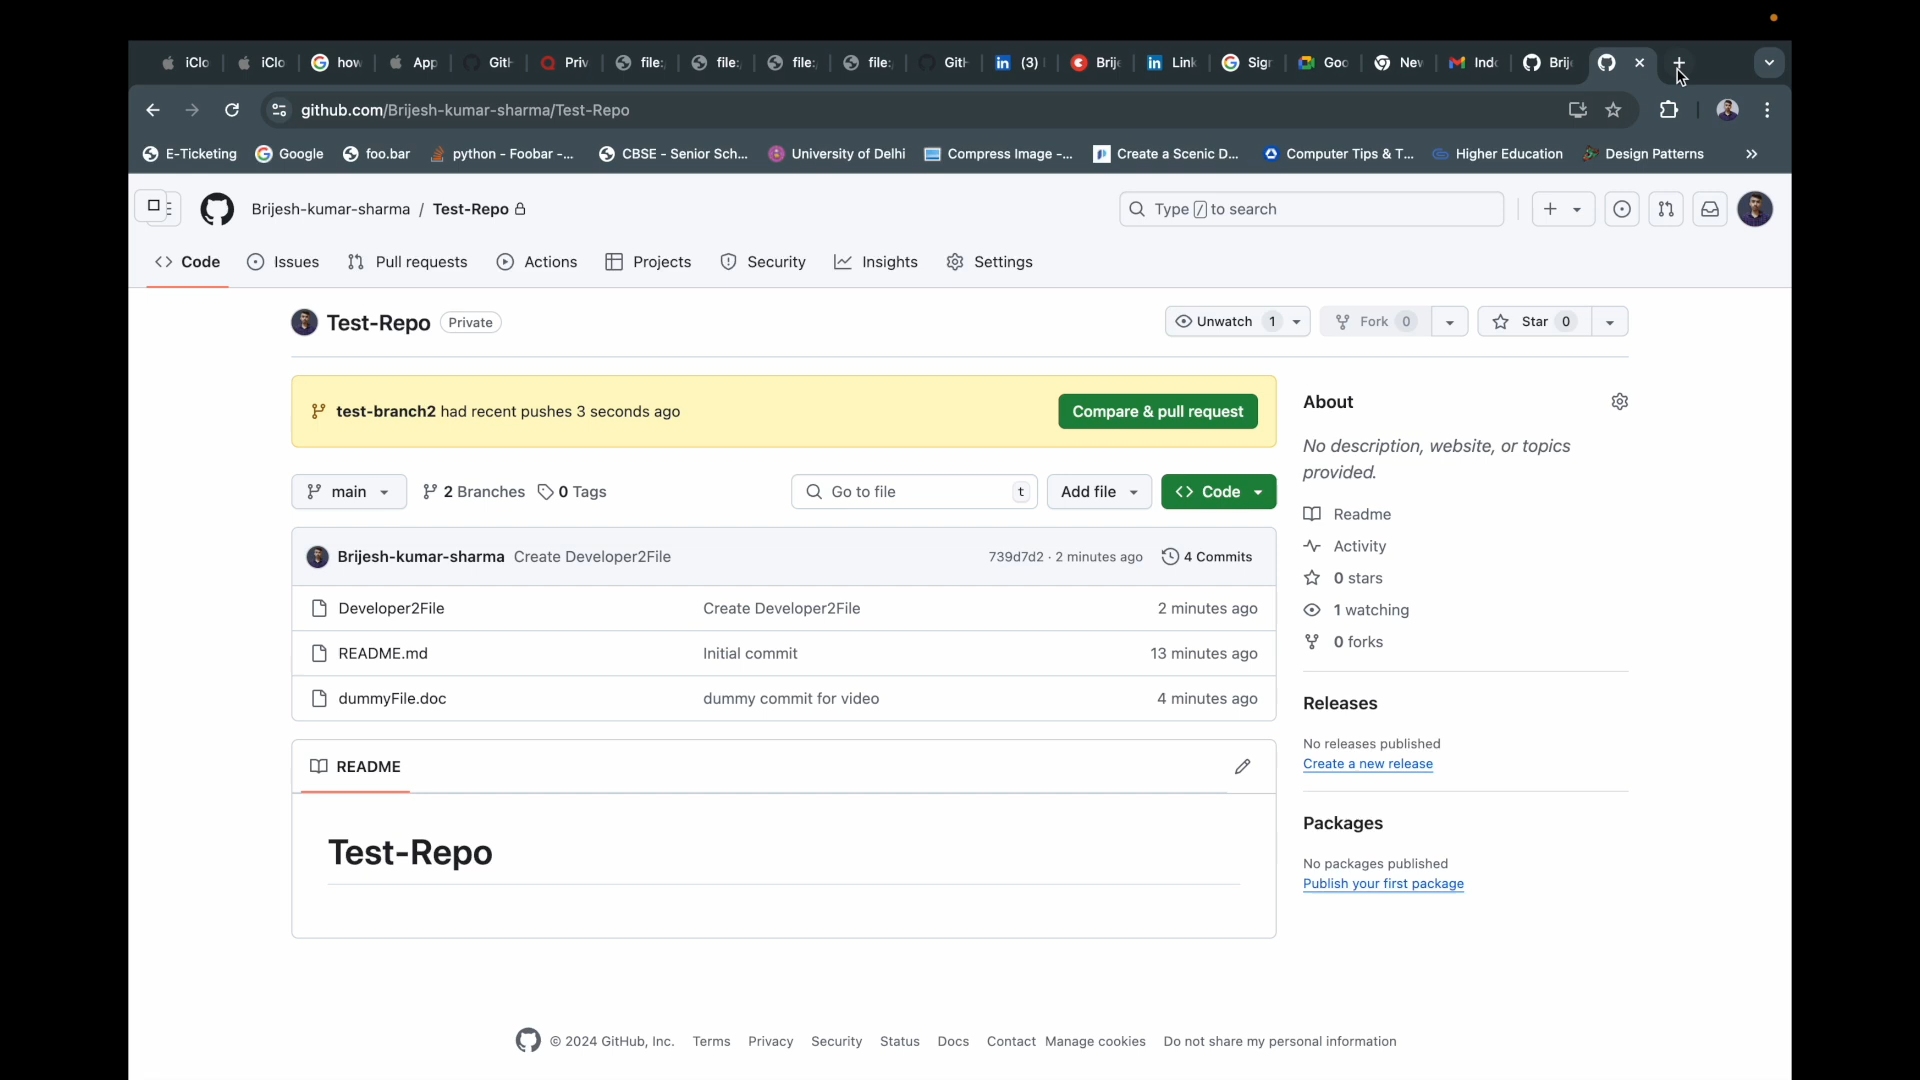 iClo iClo how App Gith Priv file: file: file: file: Gith (3) Brije Link Sign Goo New Indo Brije
github.com/Brijesh-kumar-sharma/Test-Repo
E-Ticketing Google foo.bar python - Foobar -... CBSE - Senior Sch... University of Delhi Compress Image -... Create a Scenic D... Computer Tips & T... Higher Education Design Patterns »
Brijesh-kumar-sharma / Test-Repo Type / to search
Code Issues Pull requests Actions Projects Security Insights Settings
Test-Repo Private Unwatch 1 Fork 0 Star 0
test-branch2 had recent pushes 3 seconds ago Compare & pull request
About
No description, website, or topics
provided.
main 2 Branches 0 Tags Go to file t Add file Code
Readme
Brijesh-kumar-sharma Create Developer2File 739d7d2 · 2 minutes ago 4 Commits
Activity
0 stars
Developer2File Create Developer2File 2 minutes ago
1 watching
0 forks
README.md Initial commit 13 minutes ago
dummyFile.doc dummy commit for video 4 minutes ago
Releases
No releases published
Create a new release
README
Packages
No packages published
Publish your first package
Test-Repo
© 2024 GitHub, Inc. Terms Privacy Security Status Docs Contact Manage cookies Do not share my personal information